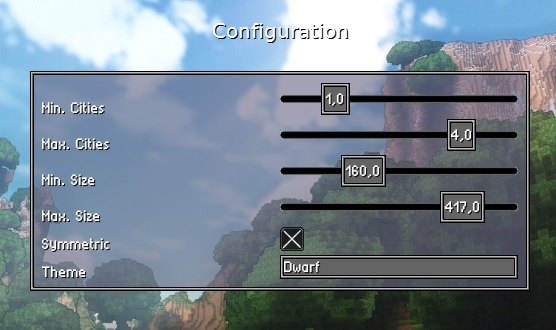 Configuration
Min. Cities 1,0
Max. Cities 4,0
Min. Size 160,0
Max. Size 417,0
Symmetric
Theme Dwarf